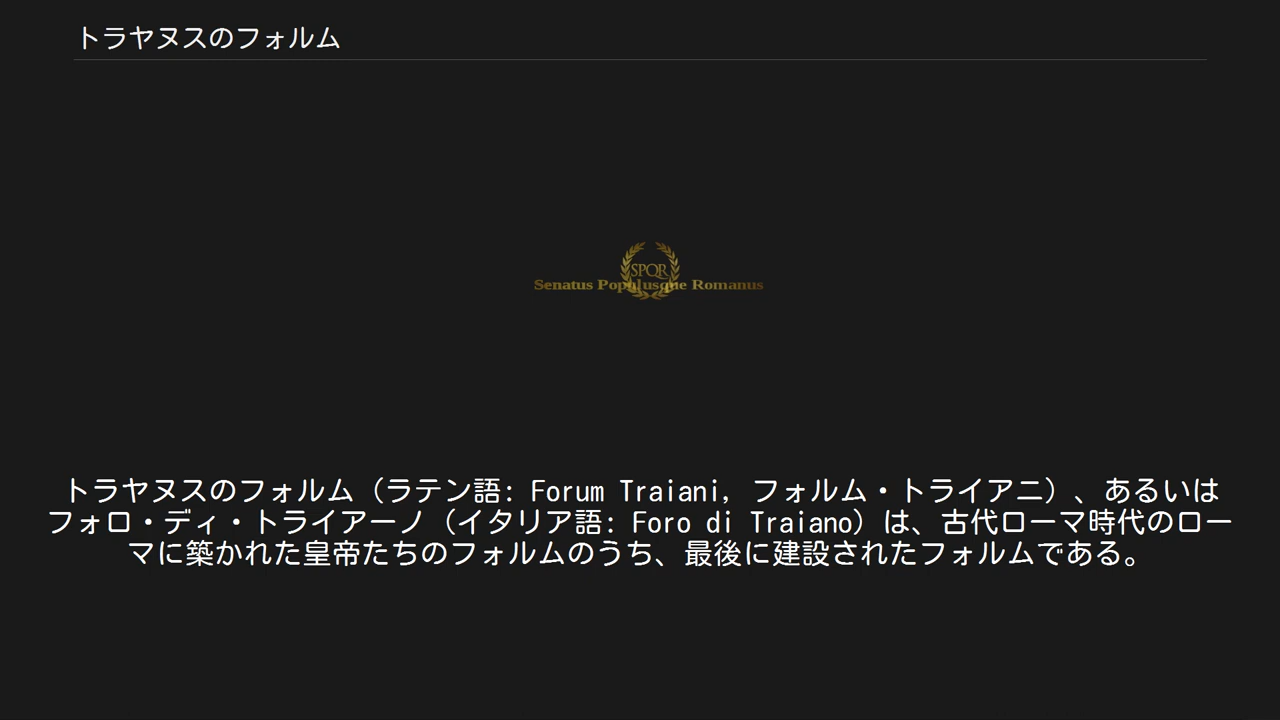 トラヤヌスのフォルム
SPQR
Senatus Populusque Romanus
トラヤヌスのフォルム（ラテン語: Forum Traiani, フォルム・トライアニ）、あるいは
フォロ・ディ・トライアーノ（イタリア語: Foro di Traiano）は、古代ローマ時代のロー
マに築かれた皇帝たちのフォルムのうち、最後に建設されたフォルムである。